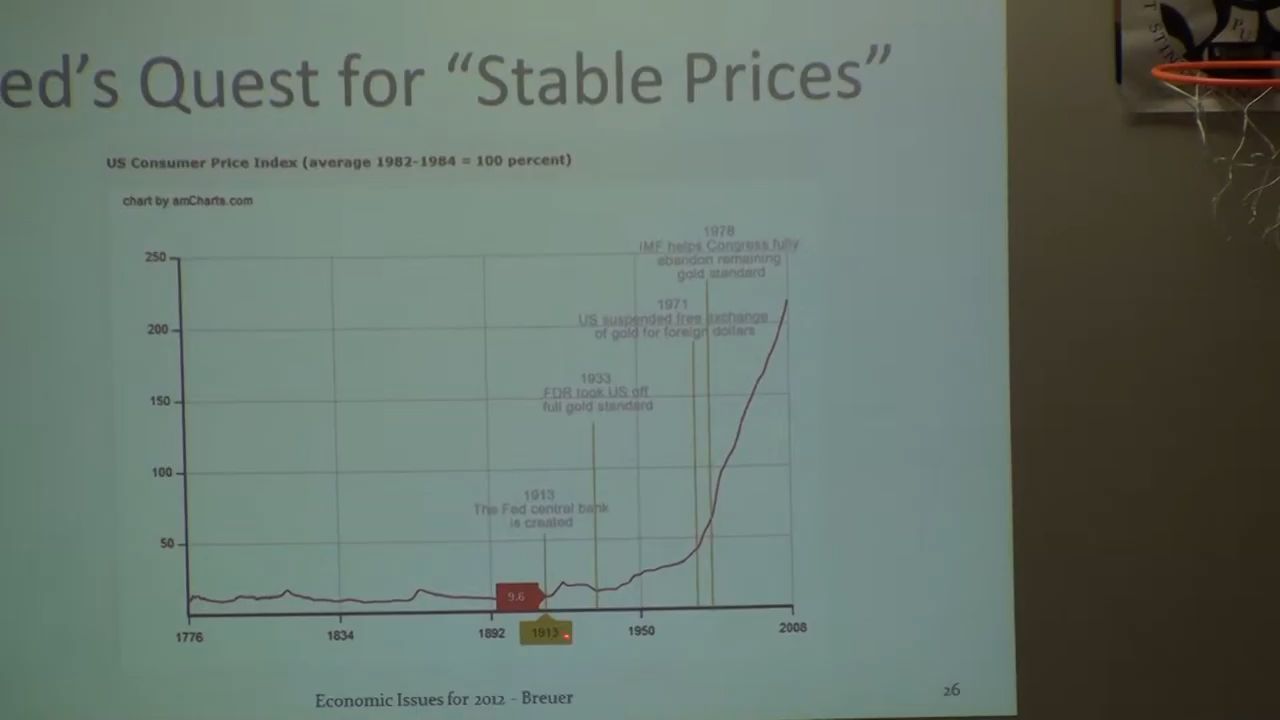 ed's Quest for “Stable Prices”
US Consumer Price Index (average 1982-1984 = 100 percent)
chart by amCharts.com
1978
IMF helps Congress fully
abandon remaining
gold standard
250
1971
US suspended free exchange
of gold for foreign dollars
200
1933
FDR took US off
full gold standard
150
100
1913
The Fed central bank
is created
50
9.6
1776
1834
1892
1913
1950
2008
Economic Issues for 2012 – Breuer
26